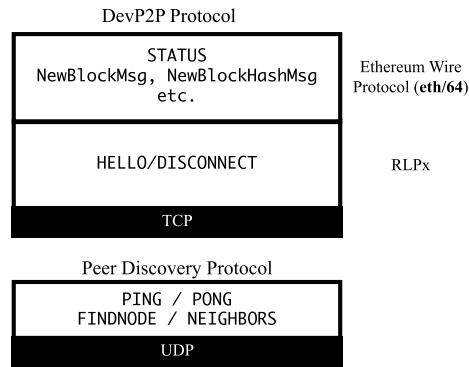 DevP2P Protocol
STATUS
NewBlockMsg, NewBlockHashMsg
etc.
Ethereum Wire
Protocol (eth/64)
HELLO/DISCONNECT
RLPx
TCP
Peer Discovery Protocol
PING / PONG
FINDNODE / NEIGHBORS
UDP